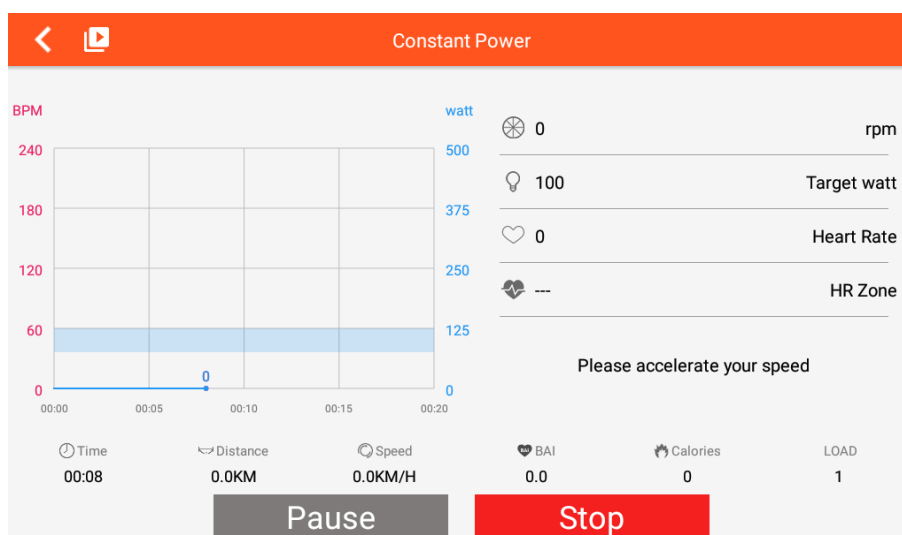 Constant Power
BPM
watt
240
500
180
375
120
250
60
125
0
0
0
00:00 00:05 00:10 00:15 00:20
0 rpm
100 Target watt
0 Heart Rate
--- HR Zone
Please accelerate your speed
Time Distance Speed BAI Calories LOAD
00:08 0.0KM 0.0KM/H 0.0 0 1
Pause Stop